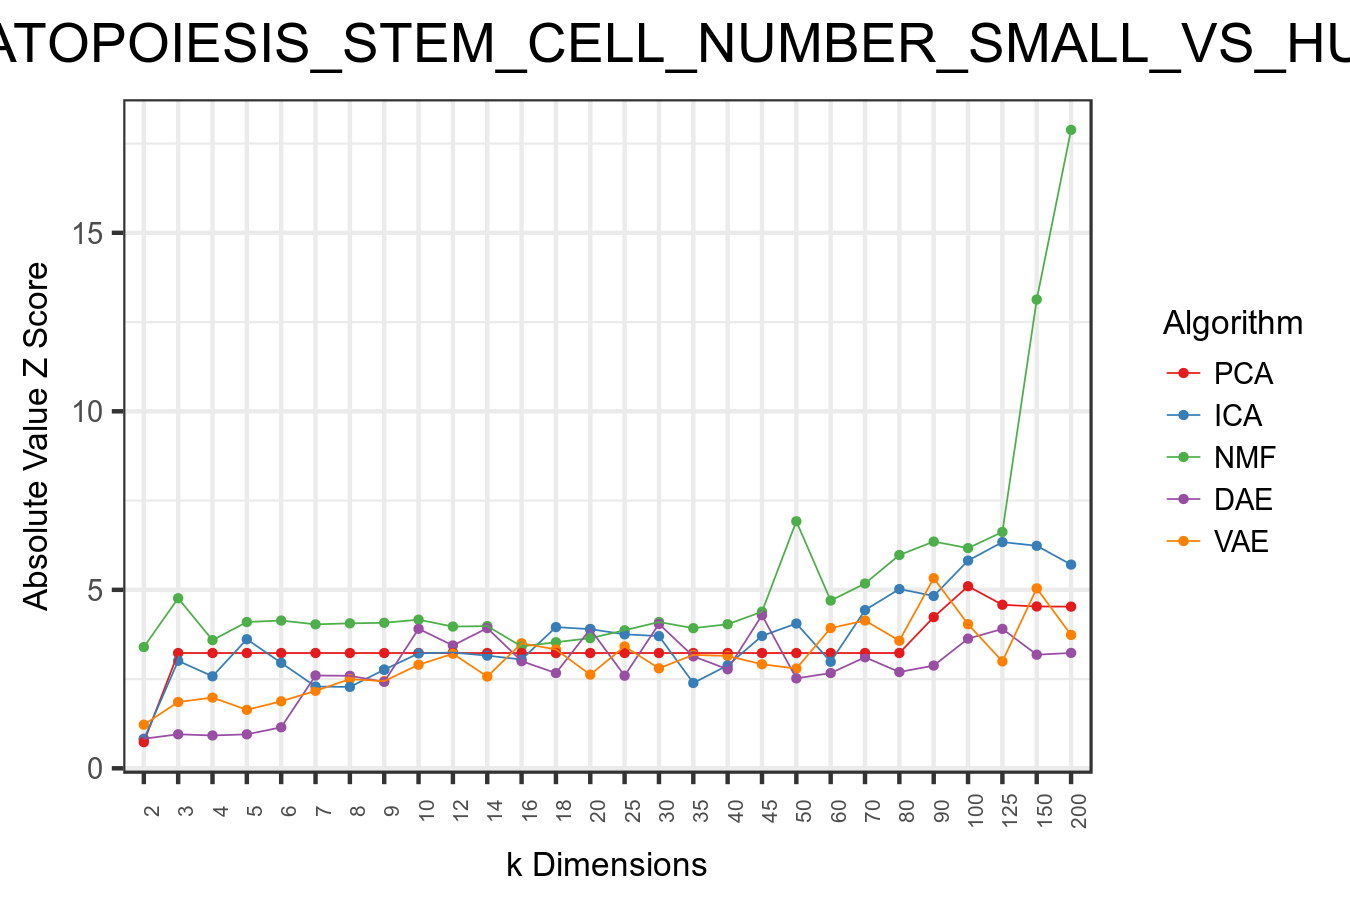 ATOPOIESIS_STEM_CELL_NUMBER_SMALL_VS_HU
Absolute Value Z Score
15
10
5
0
2 3 4 5 6 7 8 9 10 12 14 16 18 20 25 30 35 40 45 50 60 70 80 90 100 125 150 200
k Dimensions
Algorithm
PCA
ICA
NMF
DAE
VAE